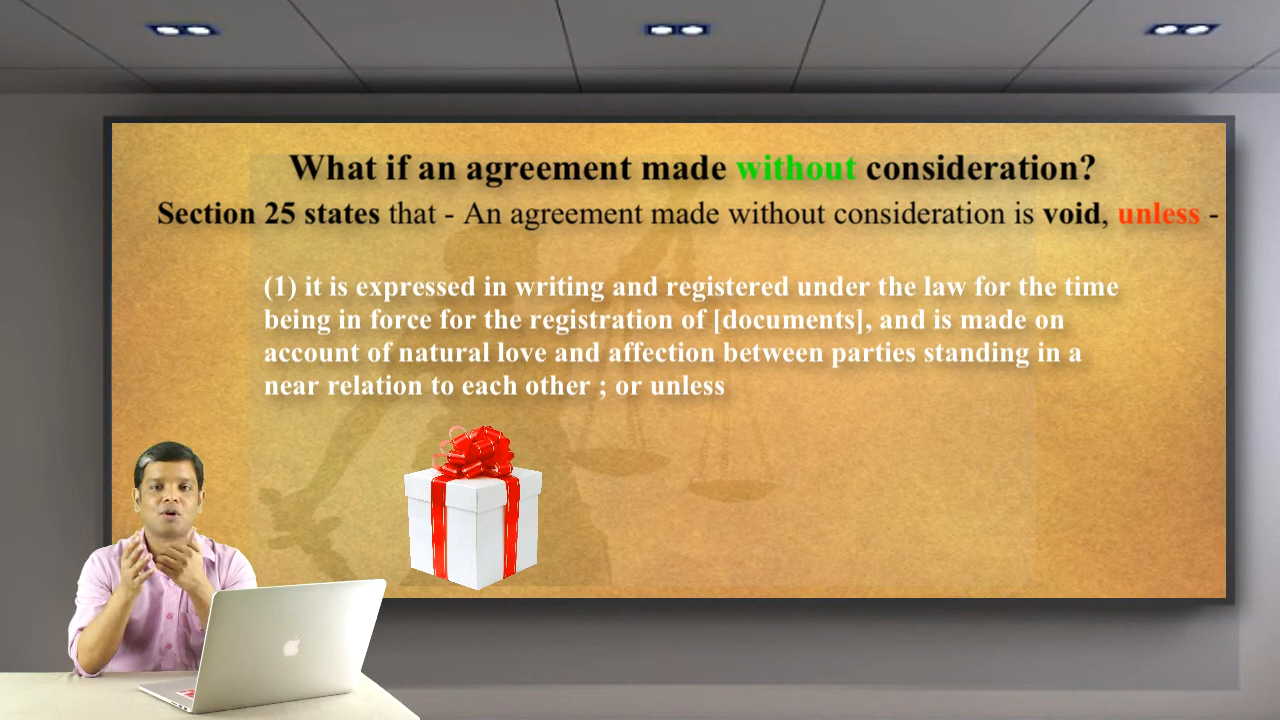 What if an agreement made without consideration?
Section 25 states that - An agreement made without consideration is void, unless -
(1) it is expressed in writing and registered under the law for the time
being in force for the registration of [documents], and is made on
account of natural love and affection between parties standing in a
near relation to each other ; or unless